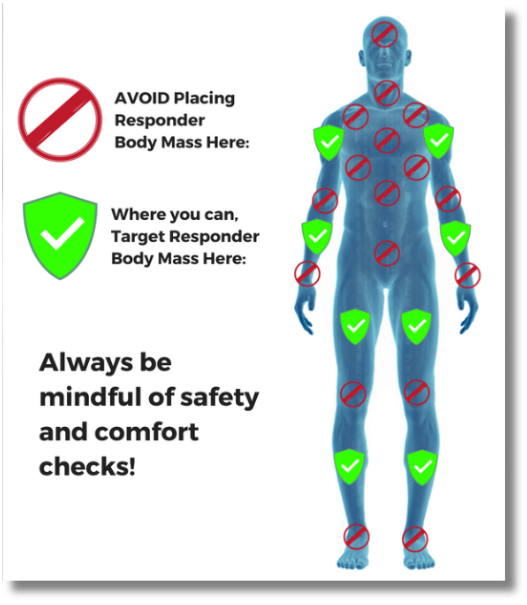 AVOID Placing
Responder
Body Mass Here:
Where you can,
Target Responder
Body Mass Here:
Always be
mindful of safety
and comfort
checks!